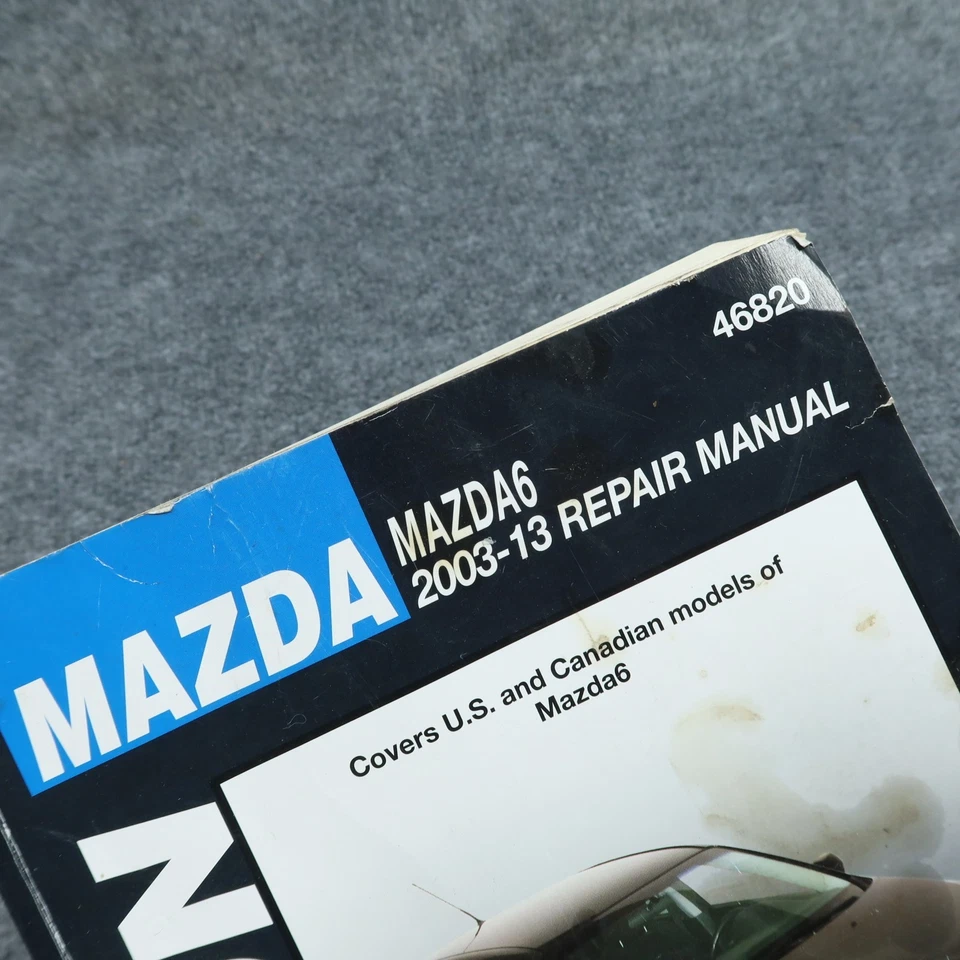 46820
MAZDA
MAZDA6
2003-13 REPAIR MANUAL
Covers U.S. and Canadian models of
Mazda6
N